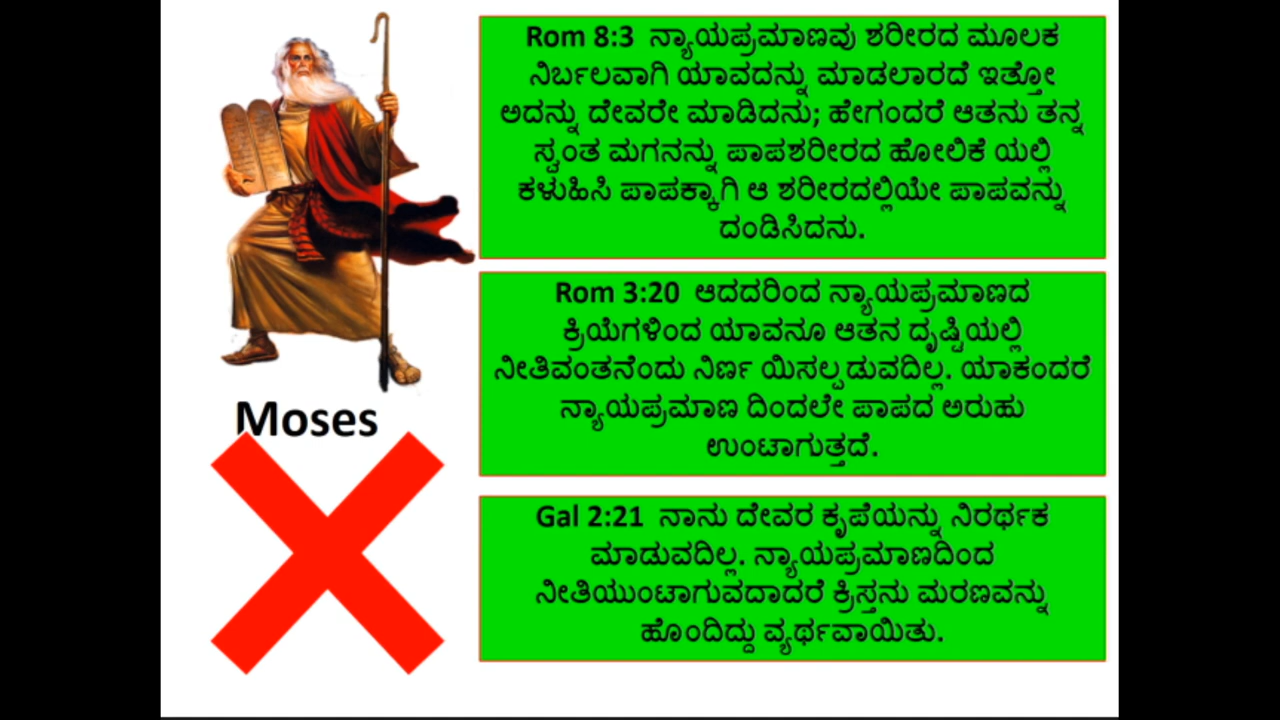 Rom 8:3 ನ್ಯಾಯಪ್ರಮಾಣವು ಶರೀರದ ಮೂಲಕ
ನಿರ್ಬಲವಾಗಿ ಯಾವದನ್ನು ಮಾಡಲಾರದೆ ಇತ್ತೋ
ಅದನ್ನು ದೇವರೇ ಮಾಡಿದನು; ಹೇಗಂದರೆ ಆತನು ತನ್ನ
ಸ್ವಂತ ಮಗನನ್ನು ಪಾಪಶರೀರದ ಹೋಲಿಕೆ ಯಲ್ಲಿ
ಕಳುಹಿಸಿ ಪಾಪಕ್ಕಾಗಿ ಆ ಶರೀರದಲ್ಲಿಯೇ ಪಾಪವನ್ನು
ದಂಡಿಸಿದನು.
Rom 3:20 ಆದದರಿಂದ ನ್ಯಾಯಪ್ರಮಾಣದ
ಕ್ರಿಯೆಗಳಿಂದ ಯಾವನೂ ಆತನ ದೃಷ್ಟಿಯಲ್ಲಿ
ನೀತಿವಂತನೆಂದು ನಿರ್ಣ ಯಿಸಲ್ಪಡುವದಿಲ್ಲ. ಯಾಕಂದರೆ
ನ್ಯಾಯಪ್ರಮಾಣ ದಿಂದಲೇ ಪಾಪದ ಅರುಹು
ಉಂಟಾಗುತ್ತದೆ.
Moses
Gal 2:21 ನಾನು ದೇವರ ಕೃಪೆಯನ್ನು ನಿರರ್ಥಕ
ಮಾಡುವದಿಲ್ಲ. ನ್ಯಾಯಪ್ರಮಾಣದಿಂದ
ನೀತಿಯುಂಟಾಗುವದಾದರೆ ಕ್ರಿಸ್ತನು ಮರಣವನ್ನು
ಹೊಂದಿದ್ದು ವ್ಯರ್ಥವಾಯಿತು.